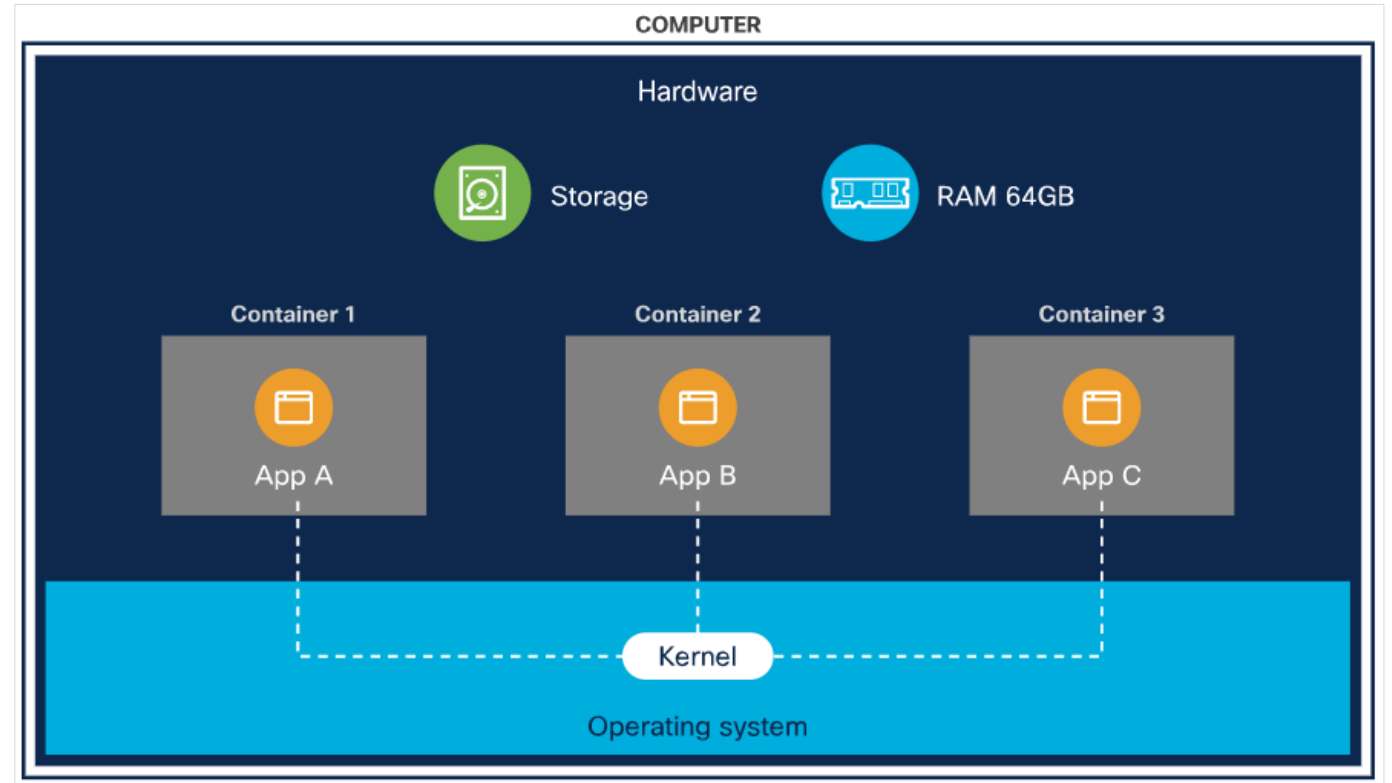 COMPUTER
Hardware
Storage
RAM 64GB
Container 1
Container 2
Container 3
App A
App B
App C
Kernel
Operating system